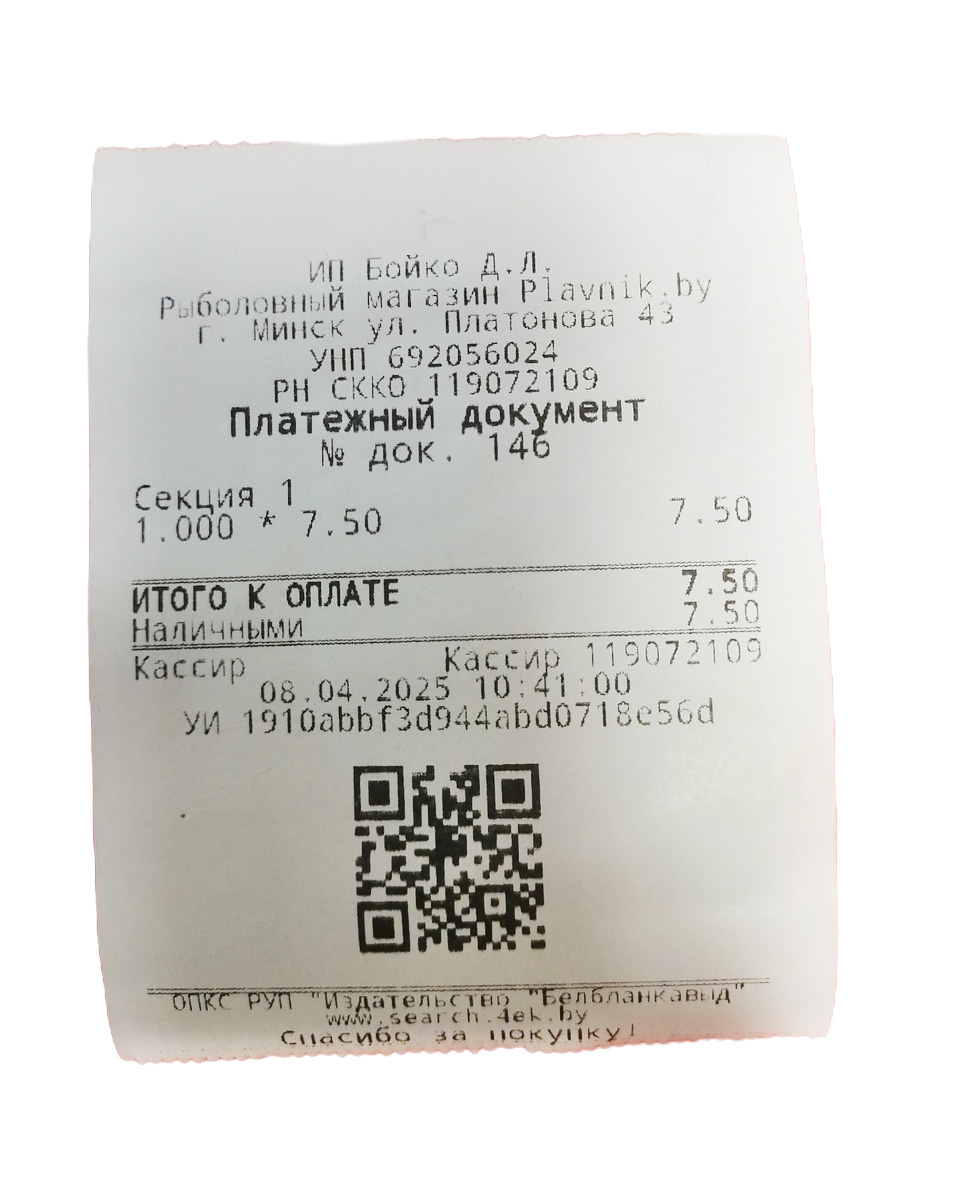 ИП Бойко Д.Л.
Рыболовный магазин Plavnik.by
г. Минск ул. Платонова 43
УНП 692056024
РН СККО 119072109
Платежный документ
№ док. 146
Секция 1
1.000 * 7.50 7.50
ИТОГО К ОПЛАТЕ 7.50
Наличными 7.50
Кассир Кассир 119072109
08.04.2025 10:41:00
УИ 1910abbf3d944abd0718e56d
ОПКС РУП "Издательство "Белбланкавыд"
www.search.4ek.by
Спасибо за покупку!